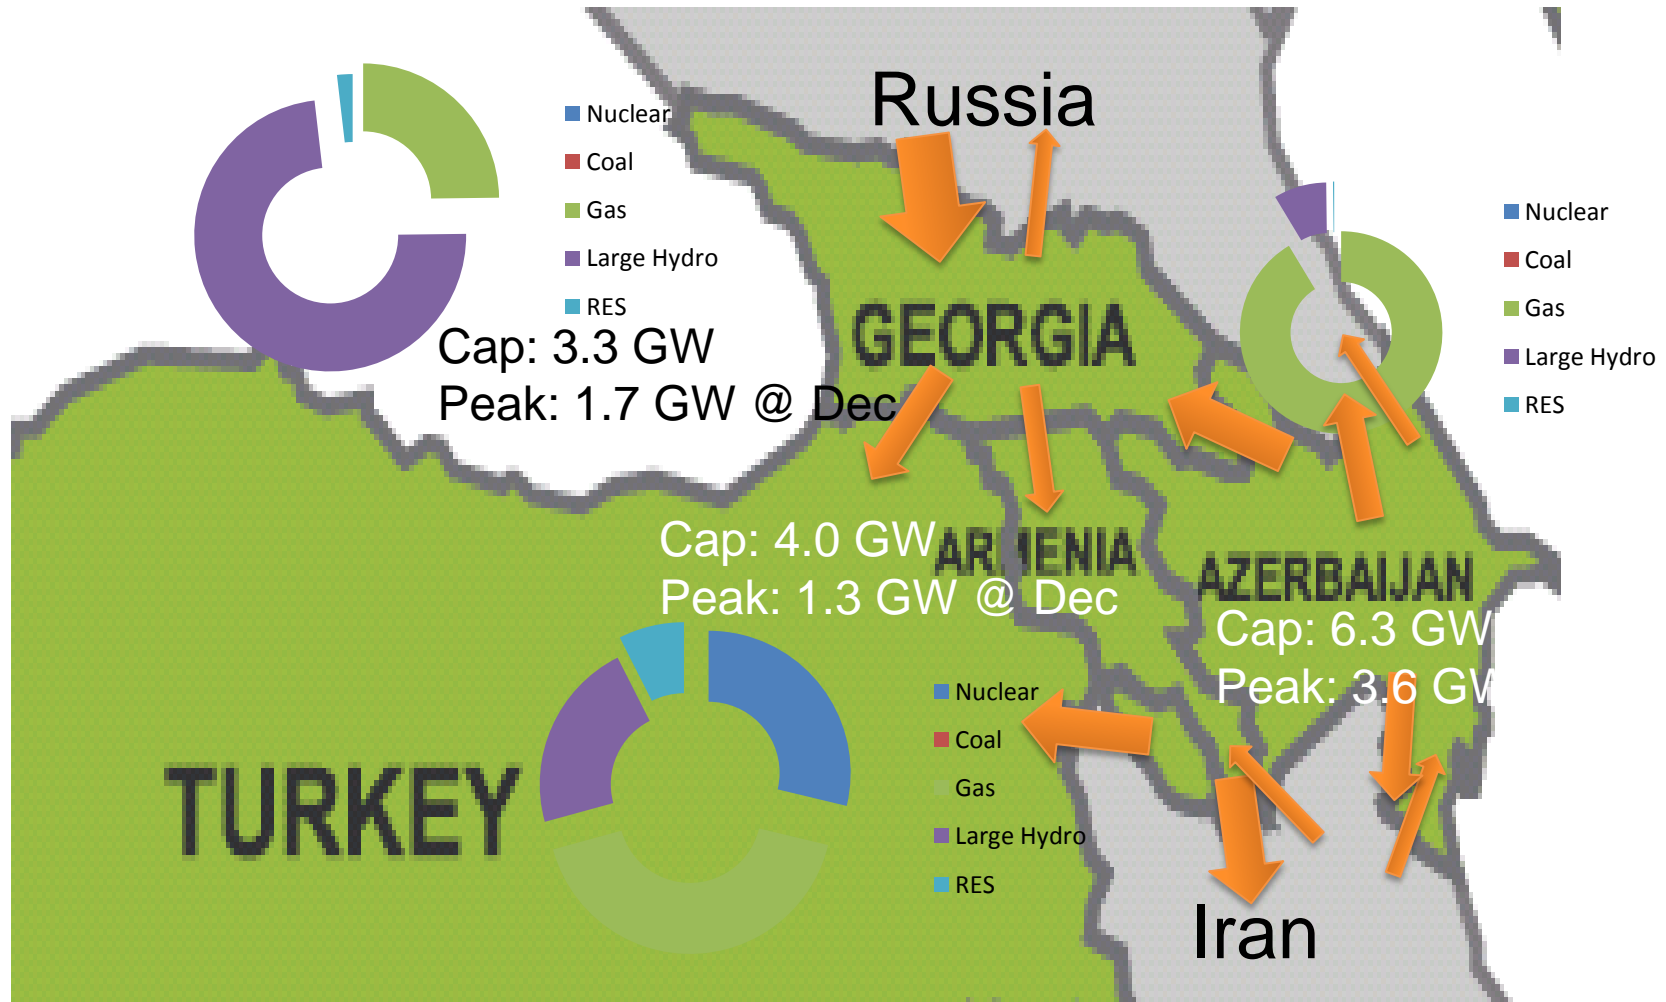 Russia
Nuclear
Coal
Gas
Large Hydro
RES
Cap: 3.3 GW
Peak: 1.7 GW @ Dec
GEORGIA
Nuclear
Coal
Gas
Large Hydro
RES
Cap: 4.0 GW
Peak: 1.3 GW @ Dec
ARMENIA
AZERBAIJAN
Cap: 6.3 GW
Peak: 3.6
Nuclear
Coal
Gas
Large Hydro
RES
TURKEY
Iran